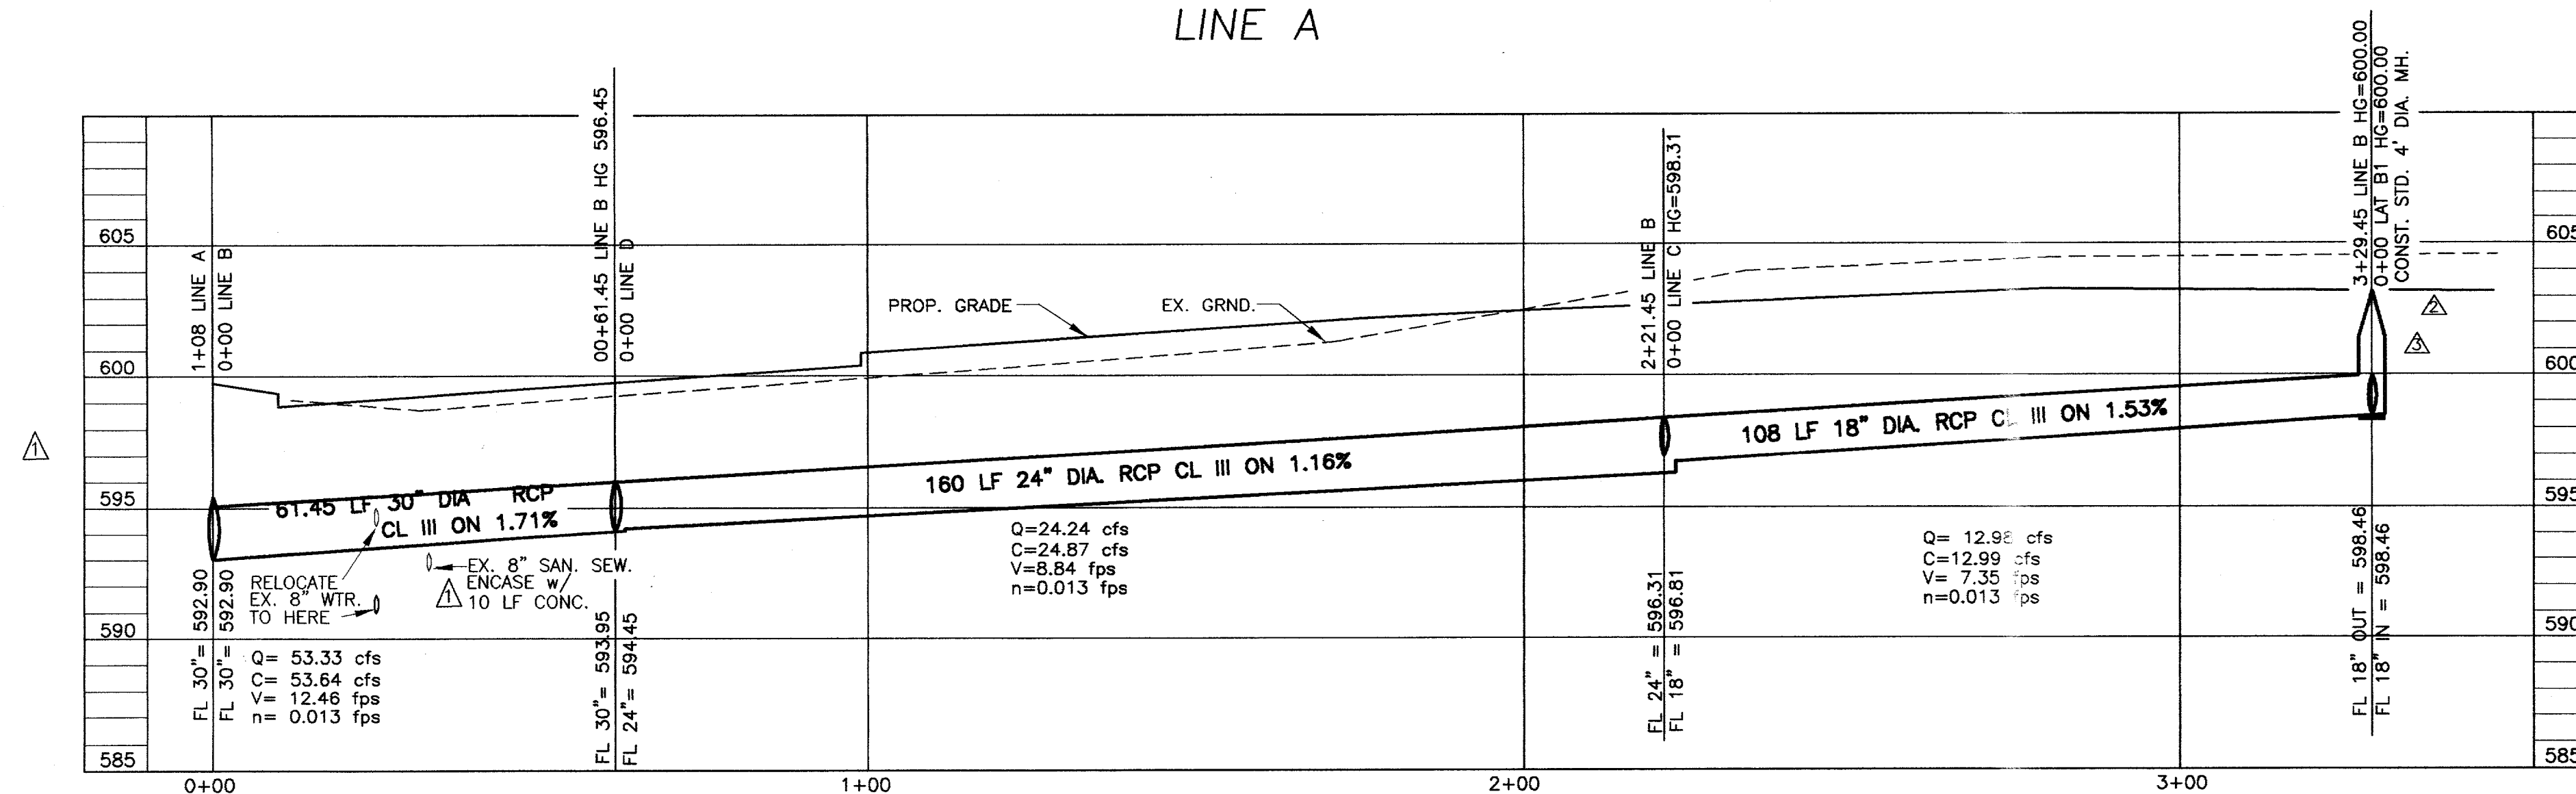 LINE A
1+08 LINE A
0+00 LINE B
00+61.45 LINE B HG 596.45
0+00 LINE D
2+21.45 LINE B
0+00 LINE C HG=598.31
3+29.45 LINE B HG=600.00
0+00 LAT B1 HG=600.00
CONST. STD. 4' DIA. MH.
605
605
600
600
595
595
590
590
585
585
PROP. GRADE
EX. GRND.
2
3
1
61.45 LF 30" DIA RCP
CL III ON 1.71%
160 LF 24" DIA. RCP CL III ON 1.16%
108 LF 18" DIA. RCP CL III ON 1.53%
RELOCATE
EX. 8" WTR.
TO HERE
EX. 8" SAN. SEW.
1 ENCASE w/
10 LF CONC.
Q=24.24 cfs
C=24.87 cfs
V=8.84 fps
n=0.013 fps
Q= 12.98 cfs
C=12.99 cfs
V= 7.35 fps
n=0.013 fps
Q= 53.33 cfs
C= 53.64 cfs
V= 12.46 fps
n= 0.013 fps
FL 30"= 592.90
FL 30"= 592.90
FL 30"= 593.95
FL 24"= 594.45
FL 24" = 596.31
FL 18" = 596.81
FL 18" OUT = 598.46
FL 18" IN = 598.46
0+00
1+00
2+00
3+00